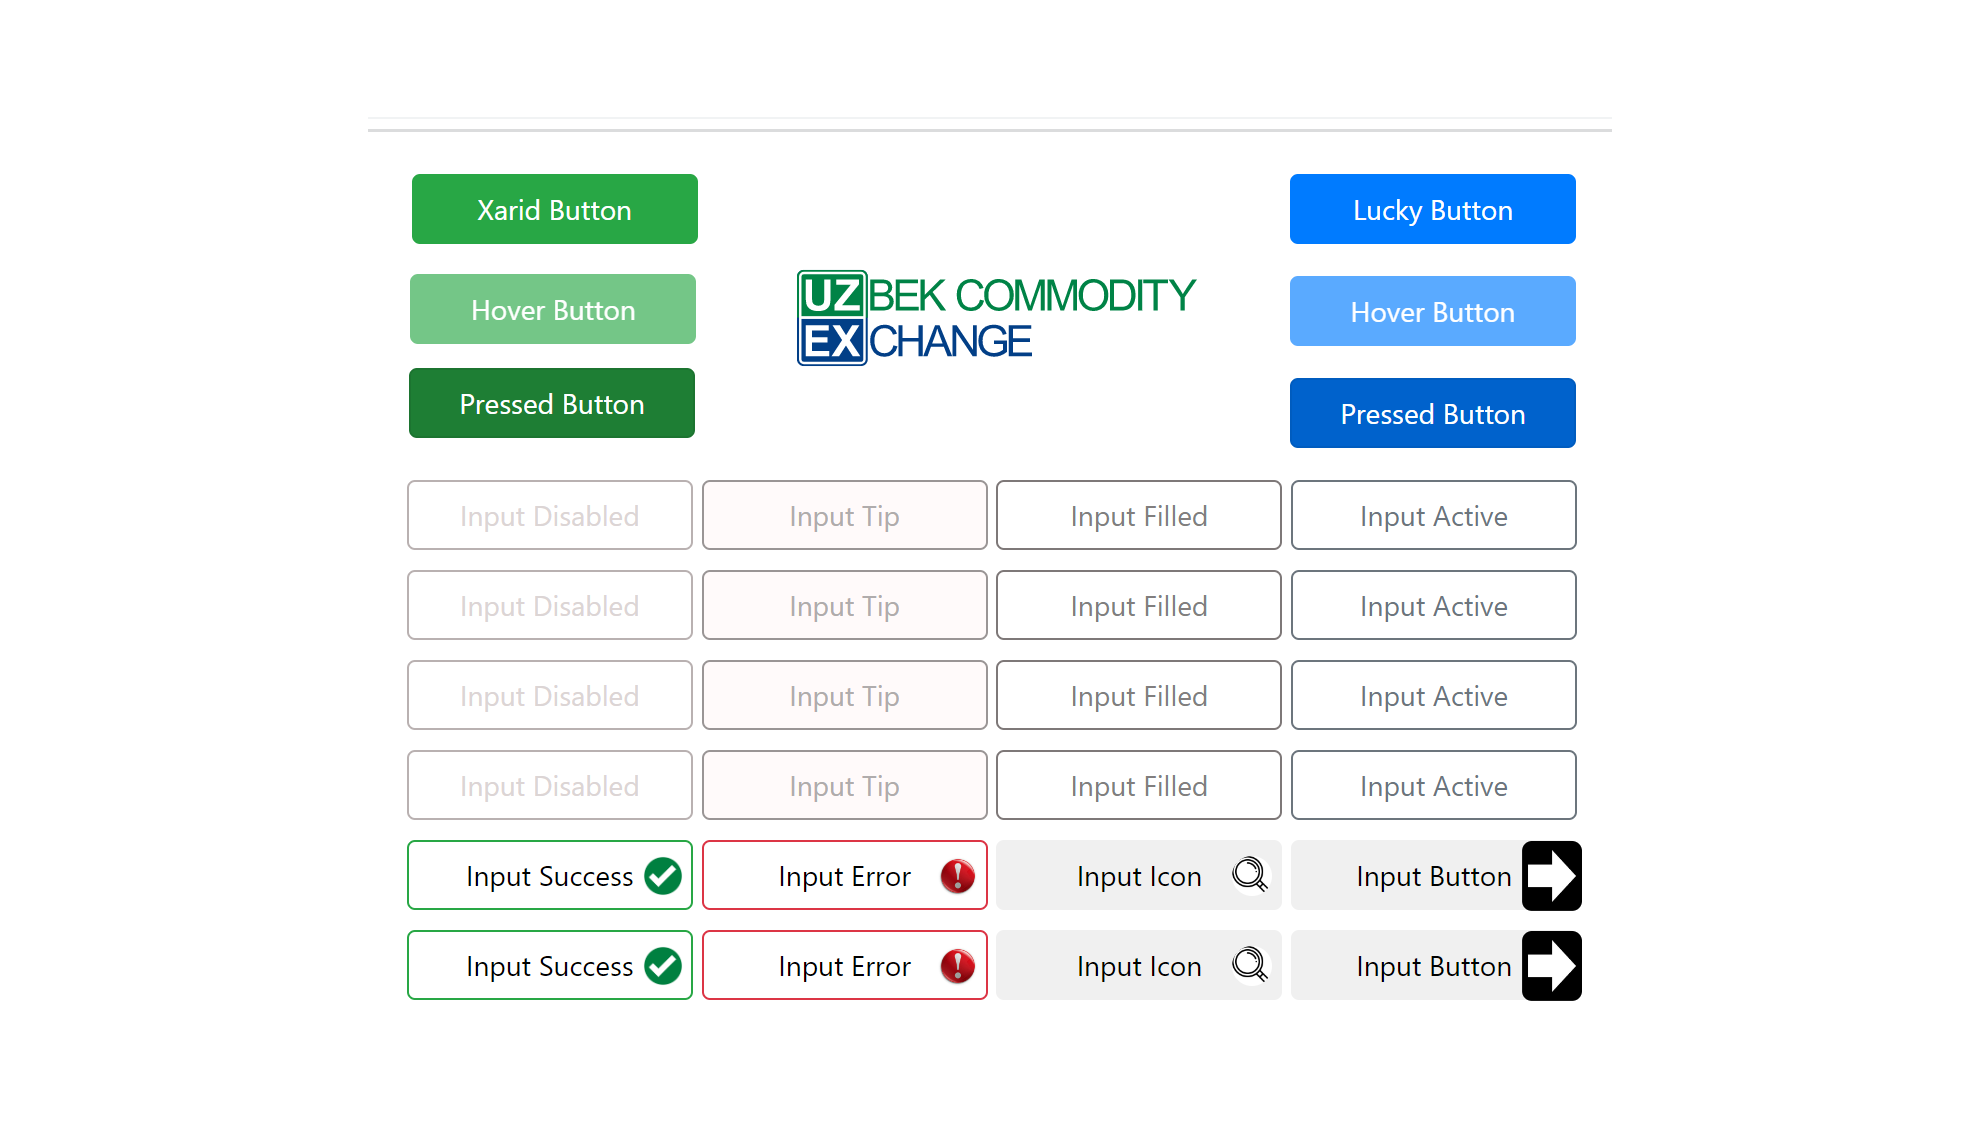 Xarid Button
Lucky Button
Hover Button
UZBEK COMMODITY
EXCHANGE
Hover Button
Pressed Button
Pressed Button
Input Disabled Input Tip Input Filled Input Active
Input Disabled Input Tip Input Filled Input Active
Input Disabled Input Tip Input Filled Input Active
Input Disabled Input Tip Input Filled Input Active
Input Success Input Error Input Icon Input Button
Input Success Input Error Input Icon Input Button